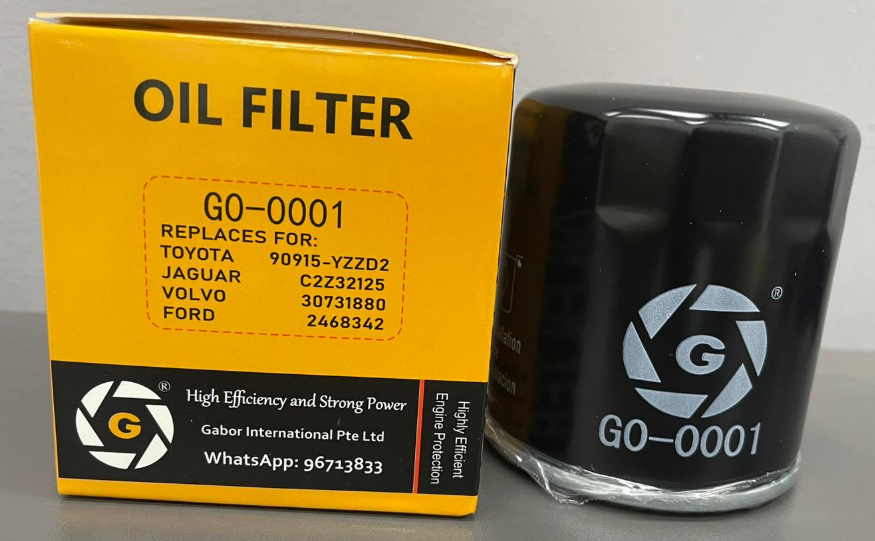 OIL FILTER
GO-0001
REPLACES FOR:
TOYOTA 90915-YZZD2
JAGUAR C2Z32125
VOLVO 30731880
FORD 2468342
G ®
High Efficiency and Strong Power
Gabor International Pte Ltd
WhatsApp: 96713833
Highly Efficient
Engine Protection
G ®
GO-0001